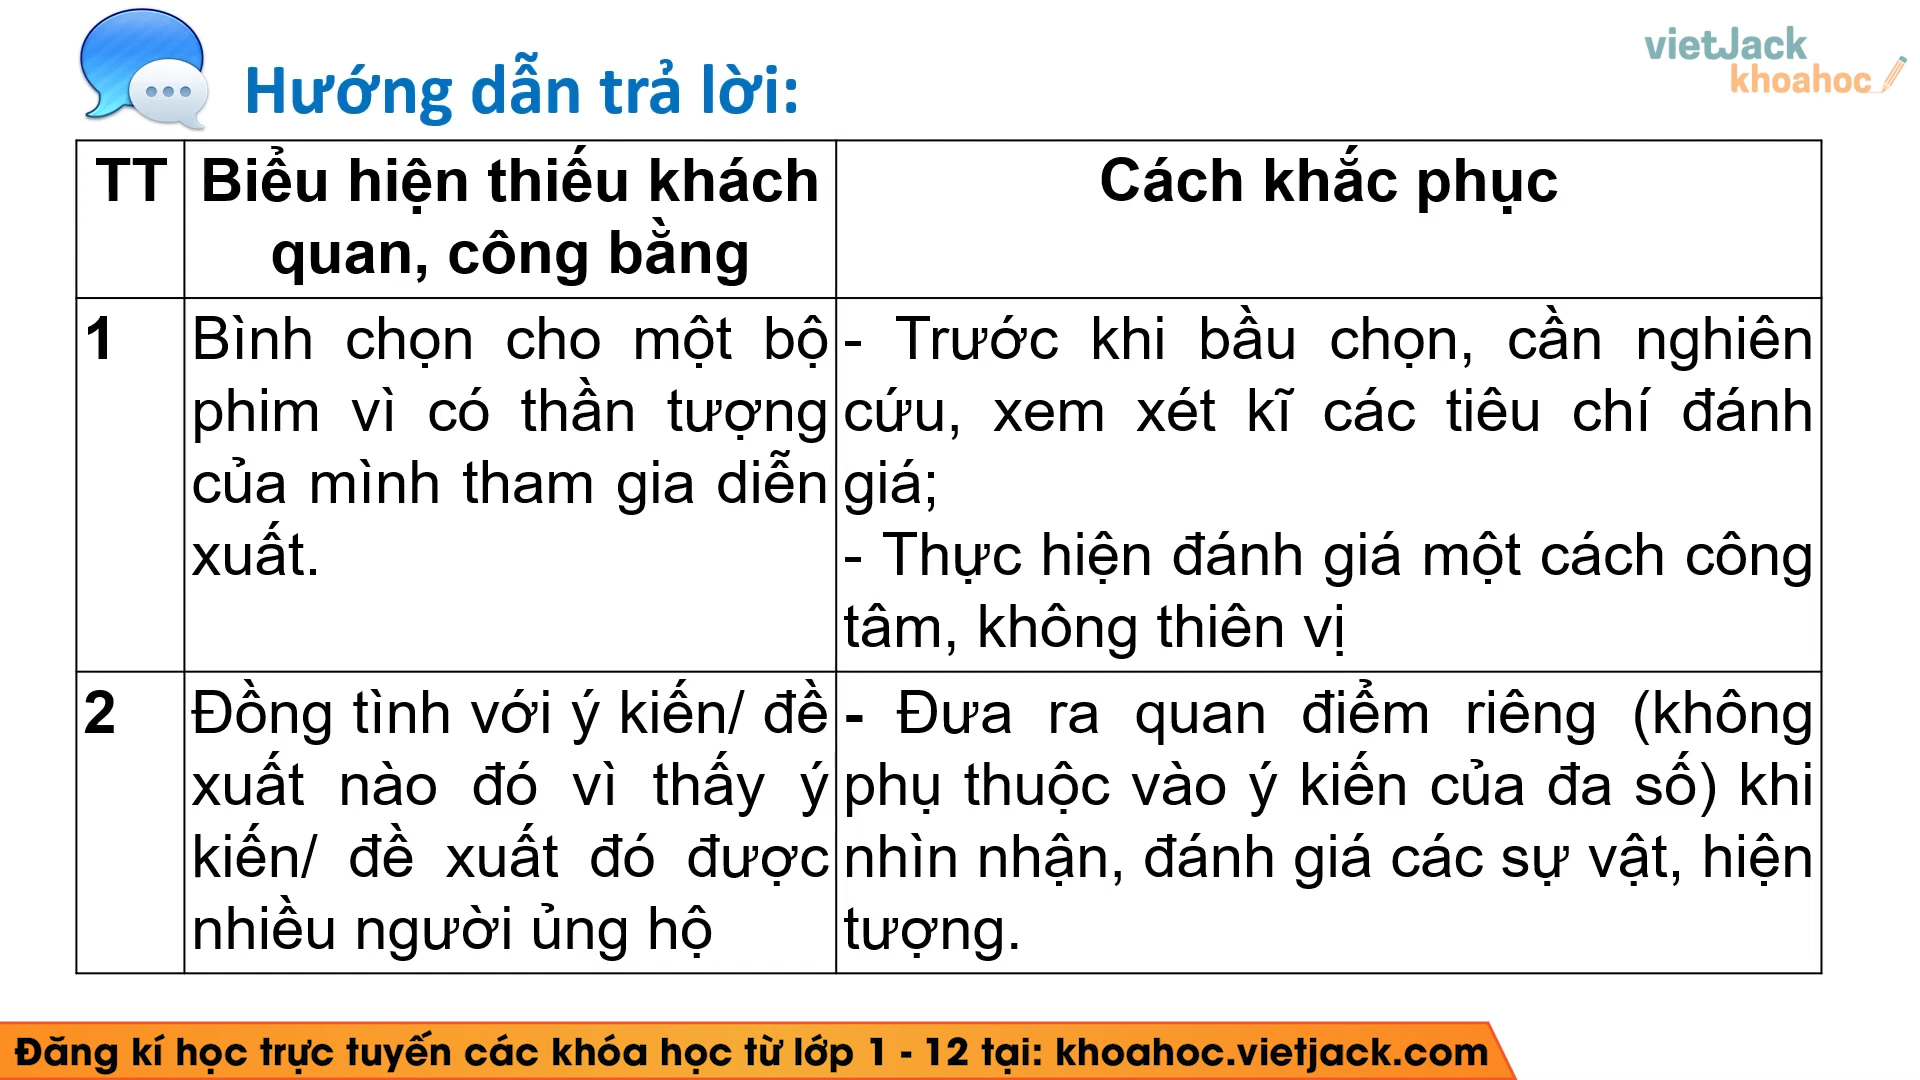 vietJack
khoahoc
Hướng dẫn trả lời:
TT
Biểu hiện thiếu khách
quan, công bằng
Cách khắc phục
1
Bình chọn cho một bộ
phim vì có thần tượng
của mình tham gia diễn
xuất.
- Trước khi bầu chọn, cần nghiên
cứu, xem xét kĩ các tiêu chí đánh
giá;
- Thực hiện đánh giá một cách công
tâm, không thiên vị
2
Đồng tình với ý kiến/ đề
xuất nào đó vì thấy ý
kiến/ đề xuất đó được
nhiều người ủng hộ
- Đưa ra quan điểm riêng (không
phụ thuộc vào ý kiến của đa số) khi
nhìn nhận, đánh giá các sự vật, hiện
tượng.
Đăng kí học trực tuyến các khóa học từ lớp 1 - 12 tại: khoahoc.vietjack.com